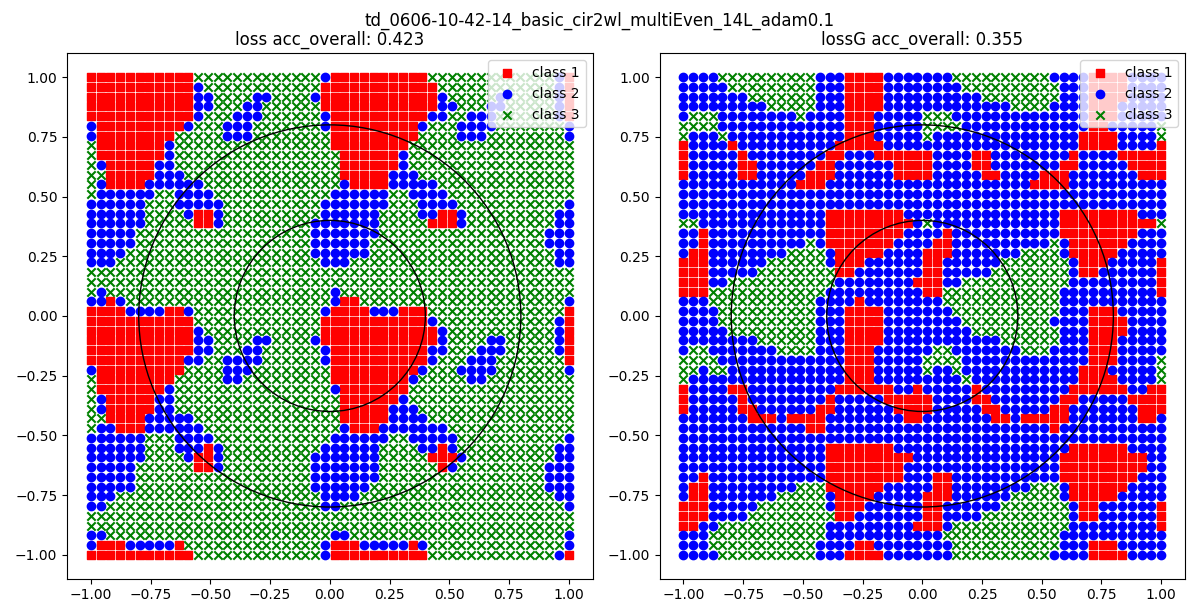 td_0606-10-42-14_basic_cir2wl_multiEven_14L_adam0.1
loss acc_overall: 0.423
lossG acc_overall: 0.355
class 1
class 2
class 3
class 1
class 2
class 3
1.00
0.75
0.50
0.25
0.00
−0.25
−0.50
−0.75
−1.00
1.00
0.75
0.50
0.25
0.00
−0.25
−0.50
−0.75
−1.00
−1.00 −0.75 −0.50 −0.25 0.00 0.25 0.50 0.75 1.00
−1.00 −0.75 −0.50 −0.25 0.00 0.25 0.50 0.75 1.00